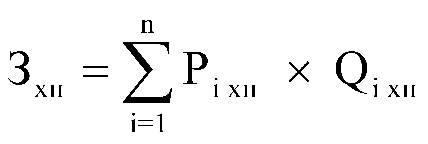 З хп = n ∑ i=1 P i хп × Q i хп